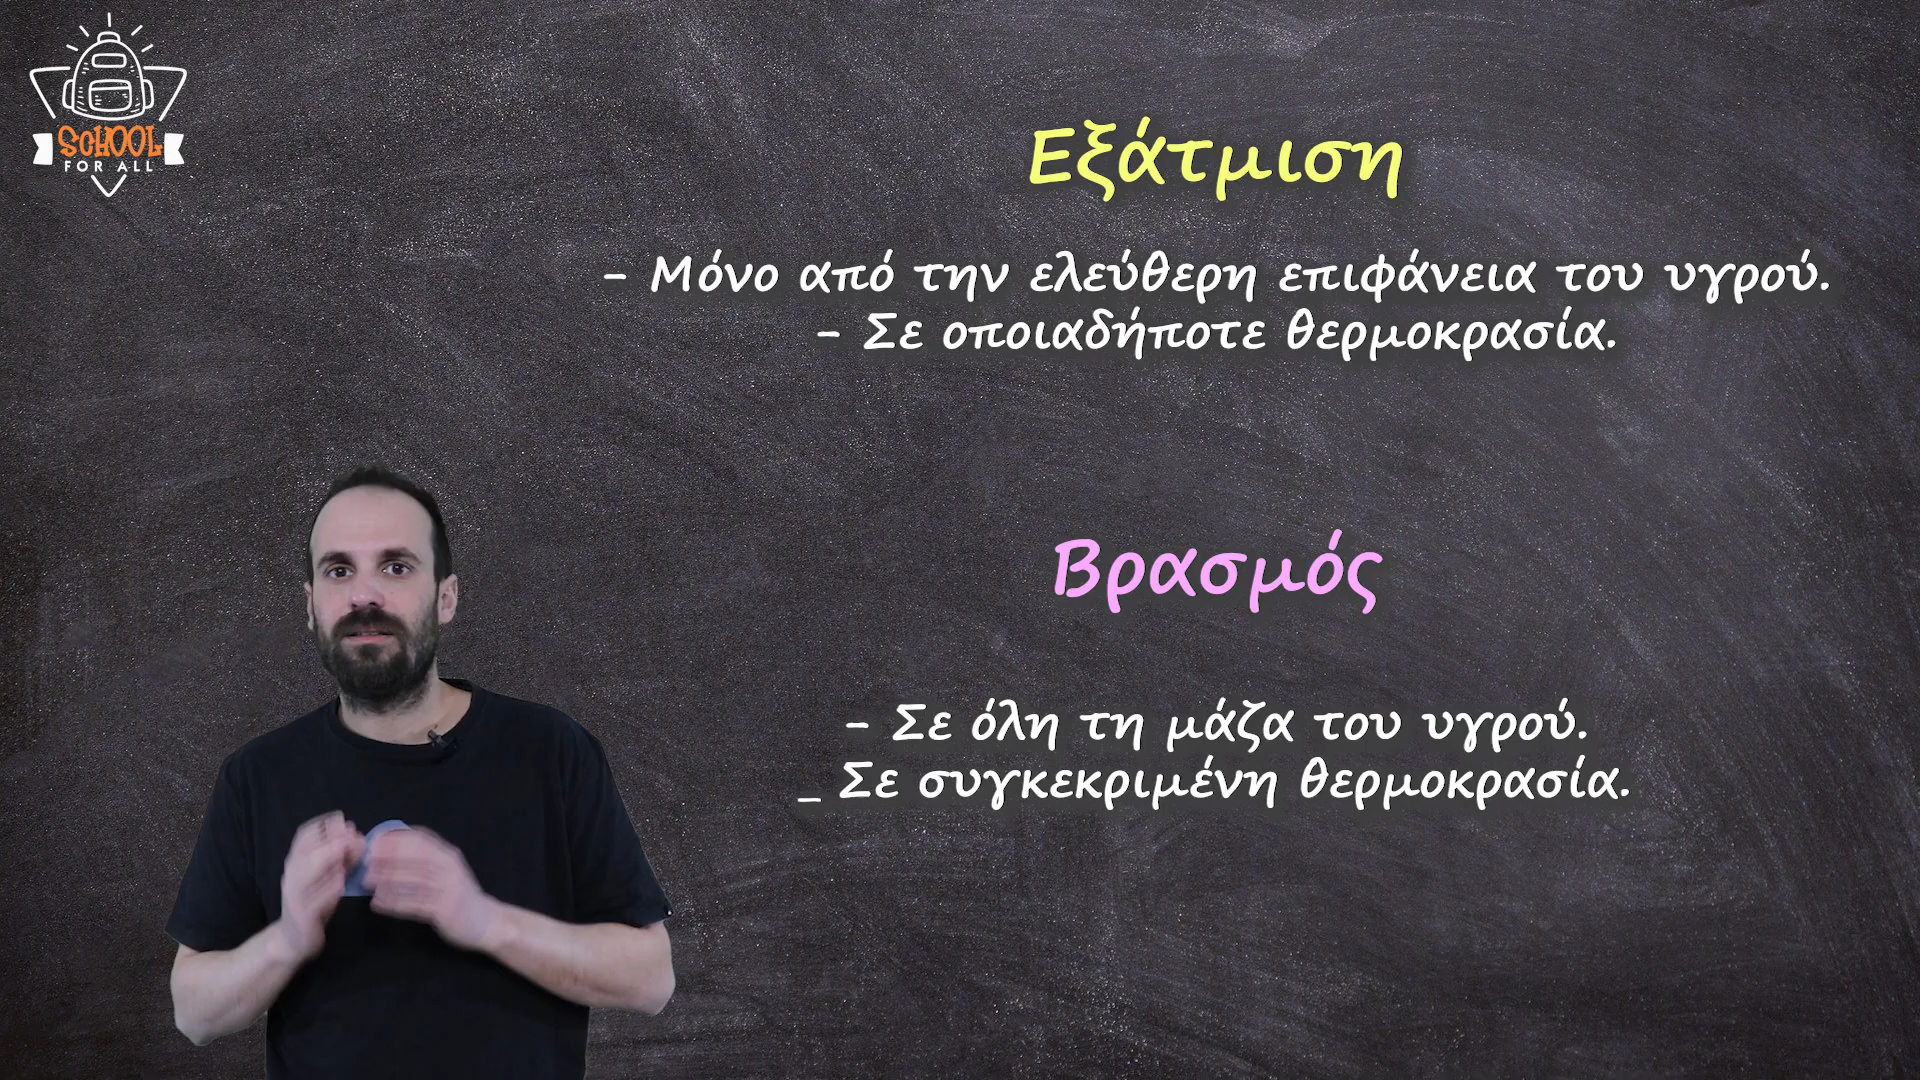 SCHOOL
FOR ALL
Εξάτμιση
- Μόνο από την ελεύθερη επιφάνεια του υγρού.
- Σε οποιαδήποτε θερμοκρασία.
Βρασμός
- Σε όλη τη μάζα του υγρού.
_ Σε συγκεκριμένη θερμοκρασία.